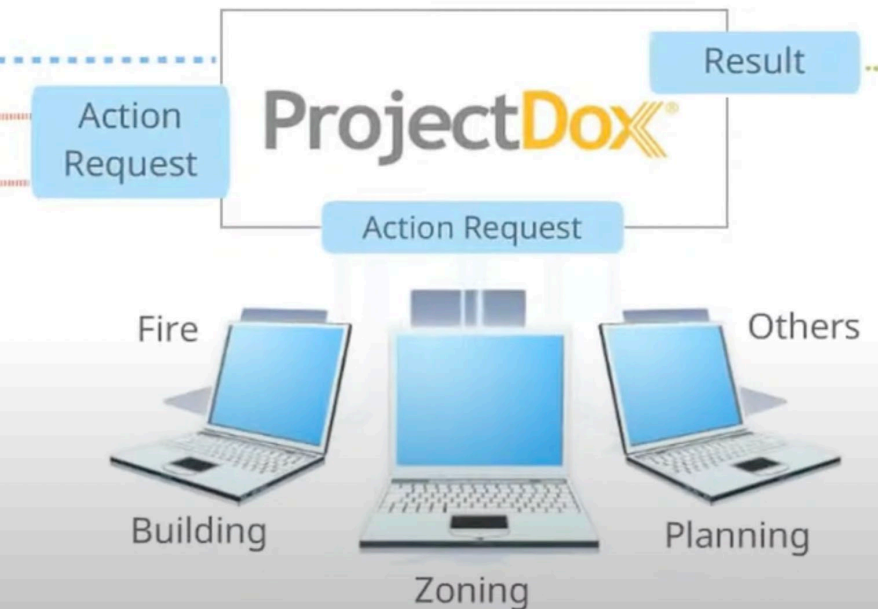 Result
Action
Request
ProjectDox®
Action Request
Fire
Others
Building
Planning
Zoning